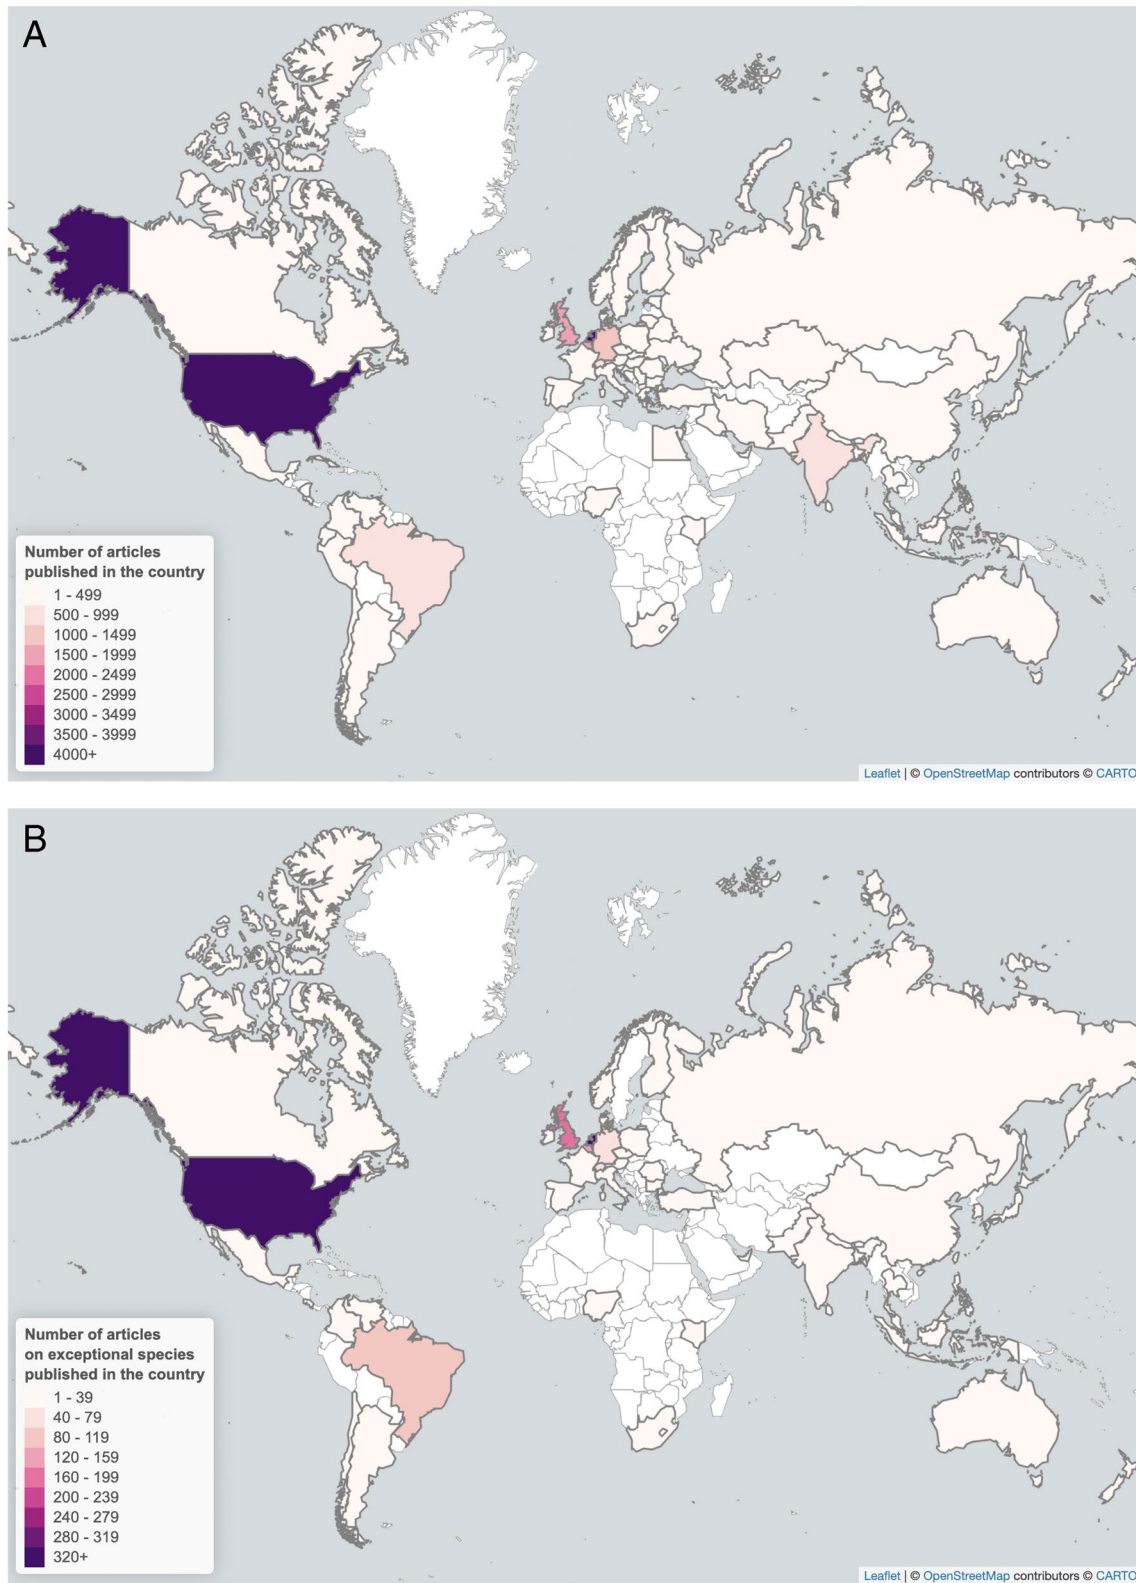 A
Number of articles
published in the country
1 - 499
500 - 999
1000 - 1499
1500 - 1999
2000 - 2499
2500 - 2999
3000 - 3499
3500 - 3999
4000+
Leaflet | © OpenStreetMap contributors © CARTO
B
Number of articles
on exceptional species
published in the country
1 - 39
40 - 79
80 - 119
120 - 159
160 - 199
200 - 239
240 - 279
280 - 319
320+
Leaflet | © OpenStreetMap contributors © CARTO